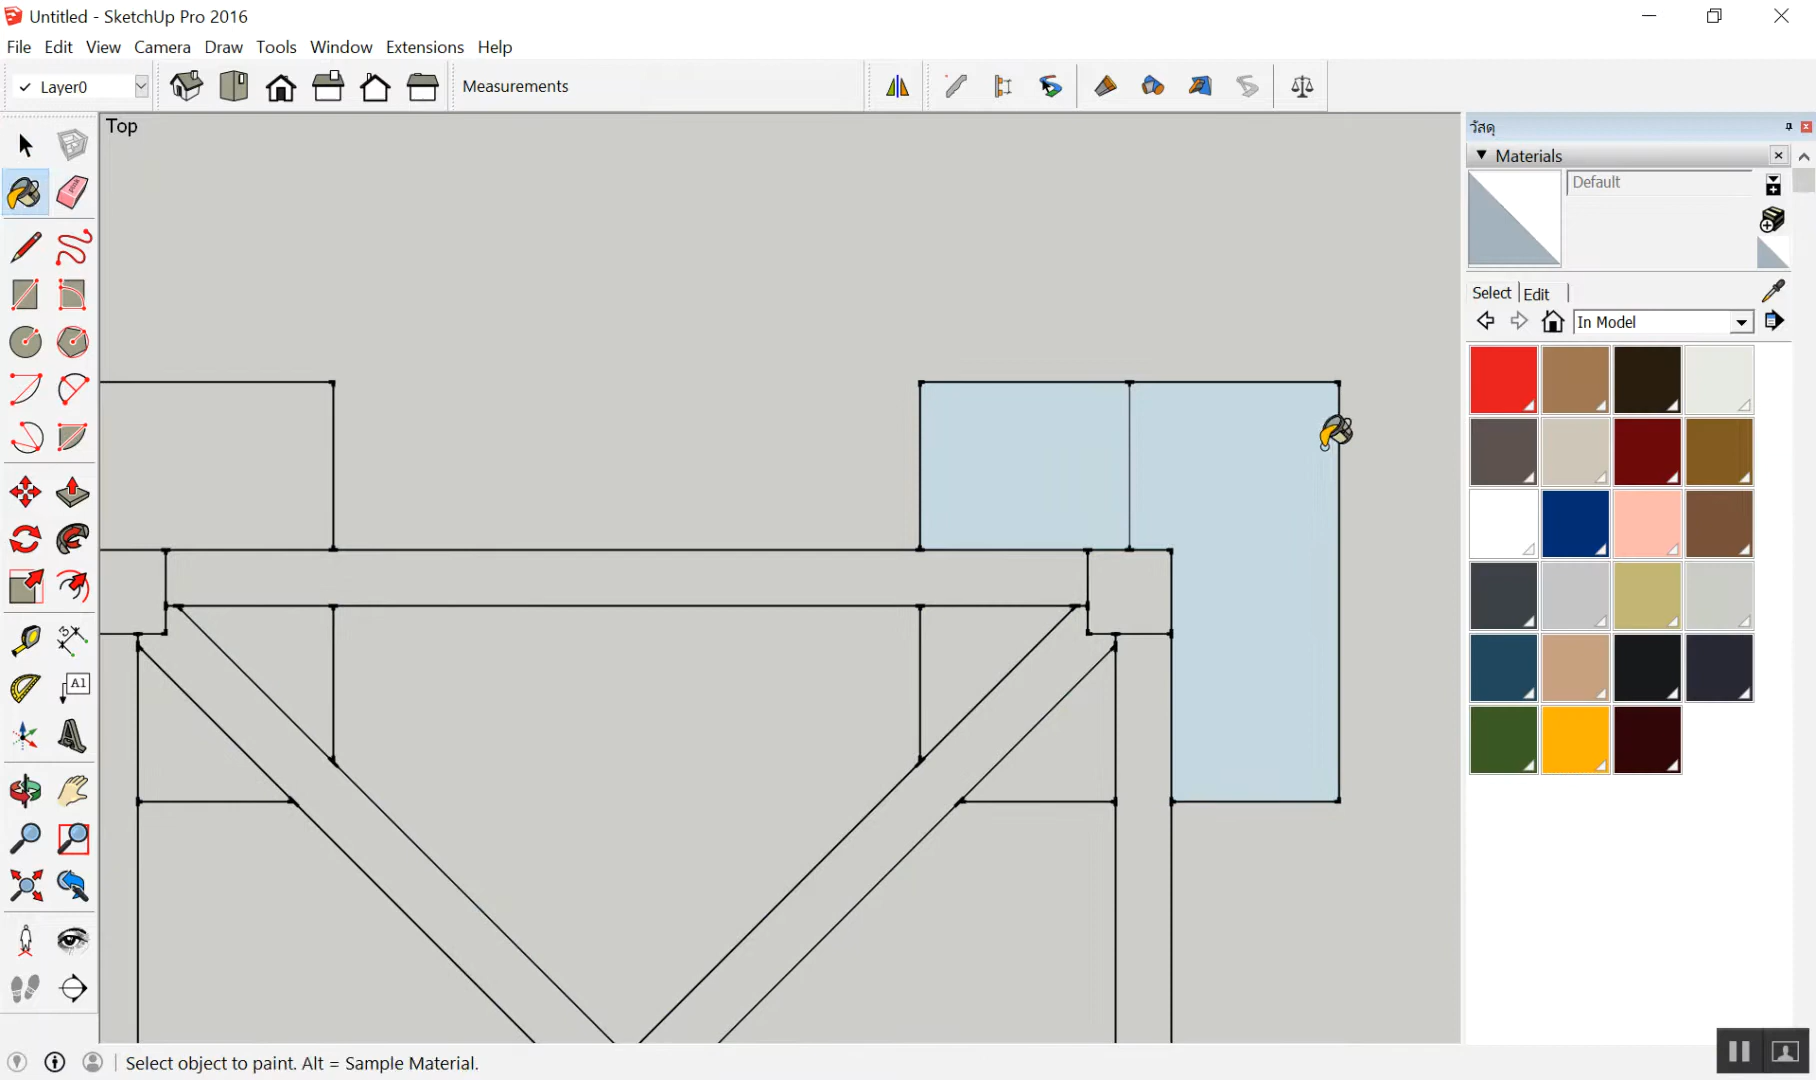 Untitled - SketchUp Pro 2016
File Edit View Camera Draw Tools Window Extensions Help
Layer0
Measurements
Top
วัสดุ
Materials
Default
Select Edit
In Model
A1
Select object to paint. Alt = Sample Material.